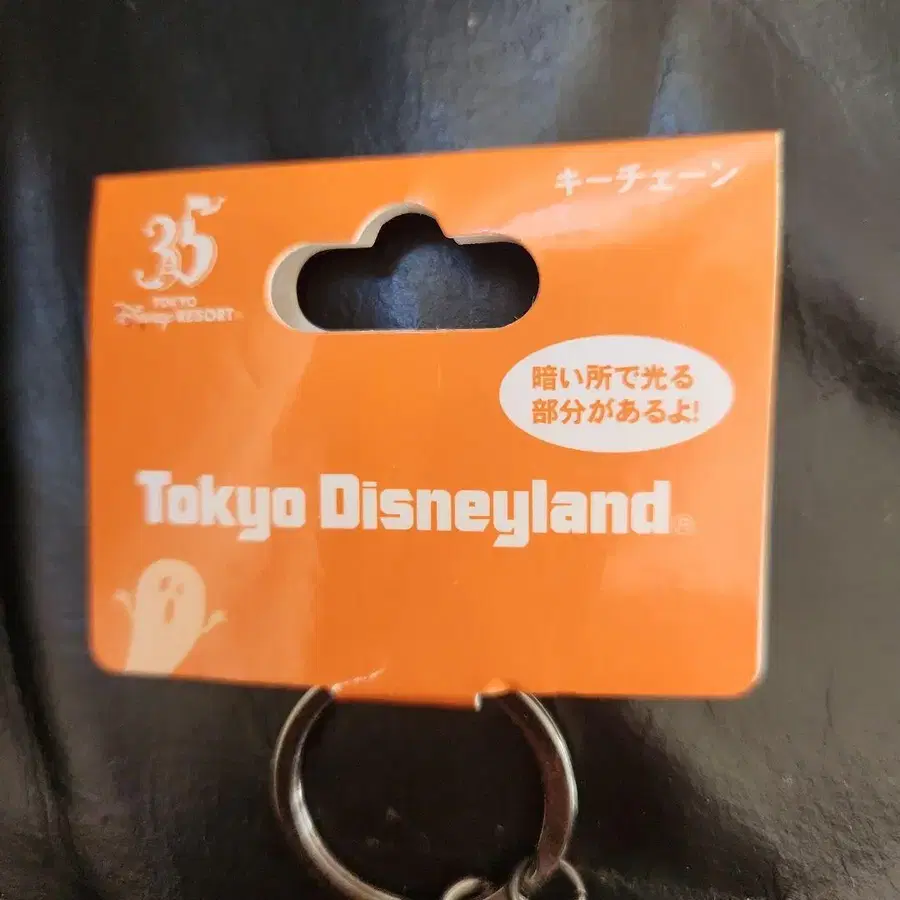 キーチェーン
35
TOKYO
Disney RESORT
暗い所で光る
部分があるよ!
Tokyo Disneyland®